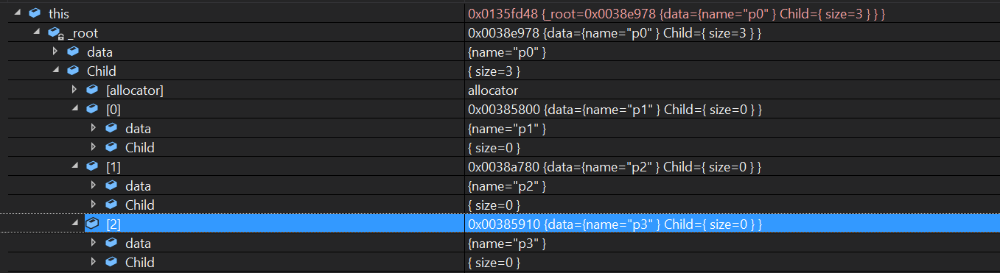 this 0x0135fd48 {_root=0x0038e978 {data={name="p0" } Child={ size=3 } } }
_root 0x0038e978 {data={name="p0" } Child={ size=3 } }
data {name="p0" }
Child { size=3 }
[allocator] allocator
[0] 0x00385800 {data={name="p1" } Child={ size=0 } }
data {name="p1" }
Child { size=0 }
[1] 0x0038a780 {data={name="p2" } Child={ size=0 } }
data {name="p2" }
Child { size=0 }
[2] 0x00385910 {data={name="p3" } Child={ size=0 } }
data {name="p3" }
Child { size=0 }